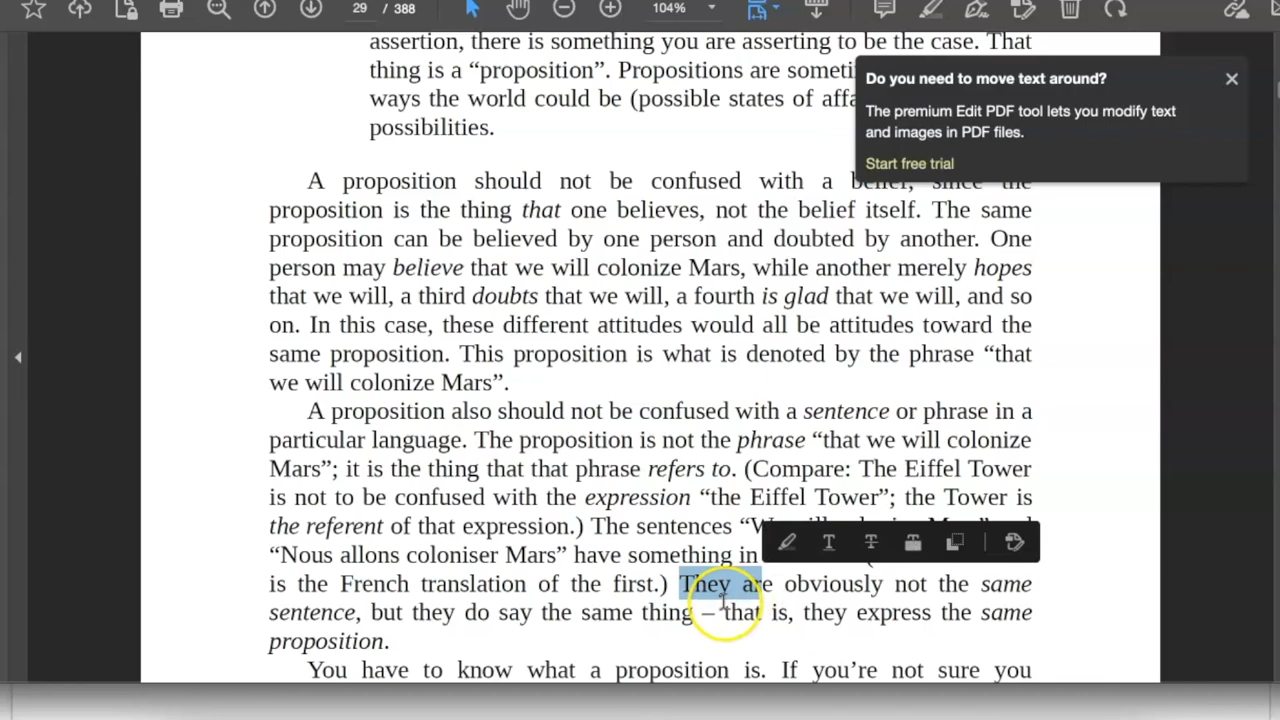 29 / 388
104%
assertion, there is something you are asserting to be the case. That
thing is a “proposition”. Propositions are
ways the world could be (possible states of
possibilities.
Do you need to move text around?
The premium Edit PDF tool lets you modify text
and images in PDF files.
Start free trial
A proposition should not be confused with a belief, since the
proposition is the thing that one believes, not the belief itself. The same
proposition can be believed by one person and doubted by another. One
person may believe that we will colonize Mars, while another merely hopes
that we will, a third doubts that we will, a fourth is glad that we will, and so
on. In this case, these different attitudes would all be attitudes toward the
same proposition. This proposition is what is denoted by the phrase “that
we will colonize Mars”.
A proposition also should not be confused with a sentence or phrase in a
particular language. The proposition is not the phrase “that we will colonize
Mars”; it is the thing that that phrase refers to. (Compare: The Eiffel Tower
is not to be confused with the expression “the Eiffel Tower”; the Tower is
the referent of that expression.) The sentences
“Nous allons coloniser Mars” have something in
is the French translation of the first.) They are obviously not the same
sentence, but they do say the same thing – that is, they express the same
proposition.
You have to know what a proposition is. If you’re not sure you